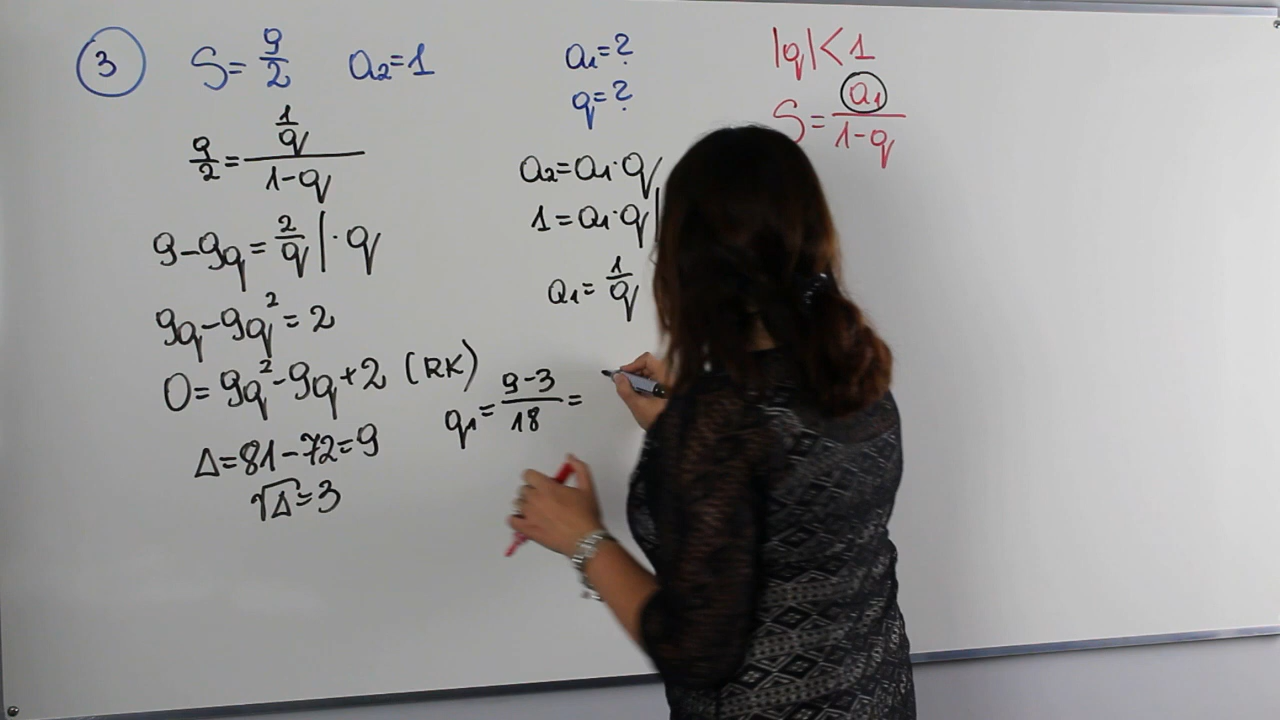 3 S = 9/2 a₂ = 1
9/2 = (1/q)/(1-q)
9 - 9q = 2/q | · q
9q - 9q² = 2
0 = 9q² - 9q + 2 (RK)
Δ = 81 - 72 = 9
√Δ = 3
a₁ = ?
q = ?
a₂ = a₁ · q
1 = a₁ · q |
a₁ = 1/q
q₁ = (9-3)/18 =
|q| < 1
S = a₁/(1-q)